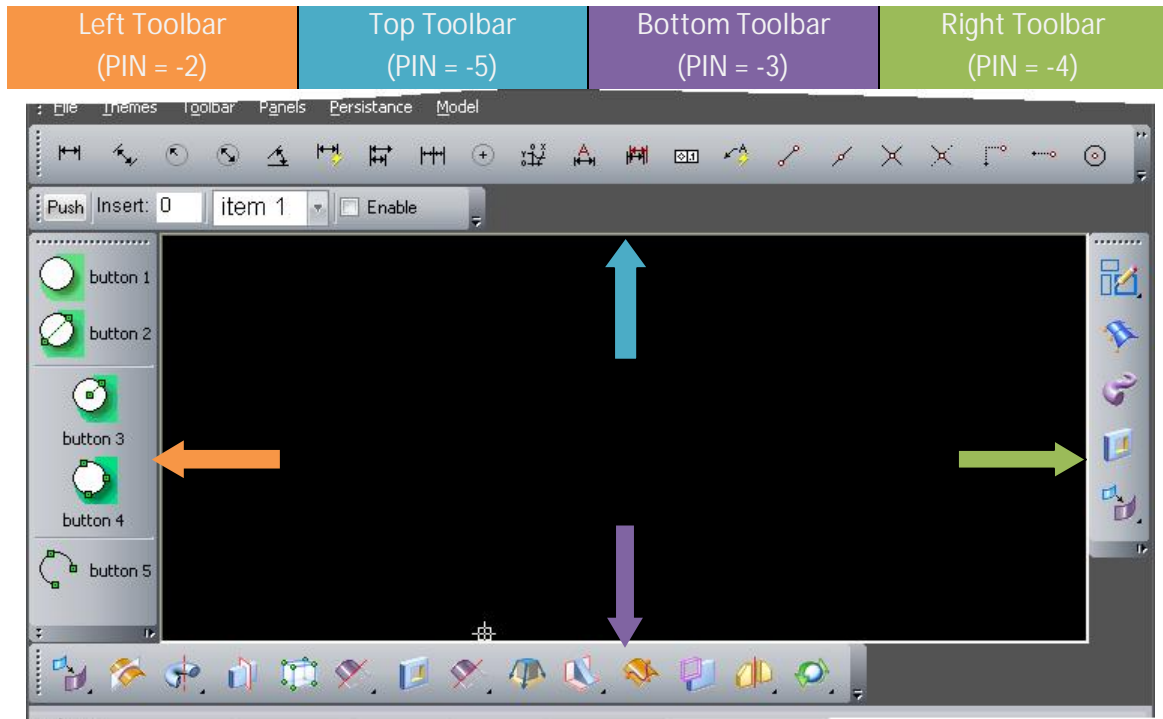 Left Toolbar
(PIN = -2)
Top Toolbar
(PIN = -5)
Bottom Toolbar
(PIN = -3)
Right Toolbar
(PIN = -4)
File Themes Toolbar Panels Persistance Model
Push Insert: 0 item 1 Enable
button 1
button 2
button 3
button 4
button 5